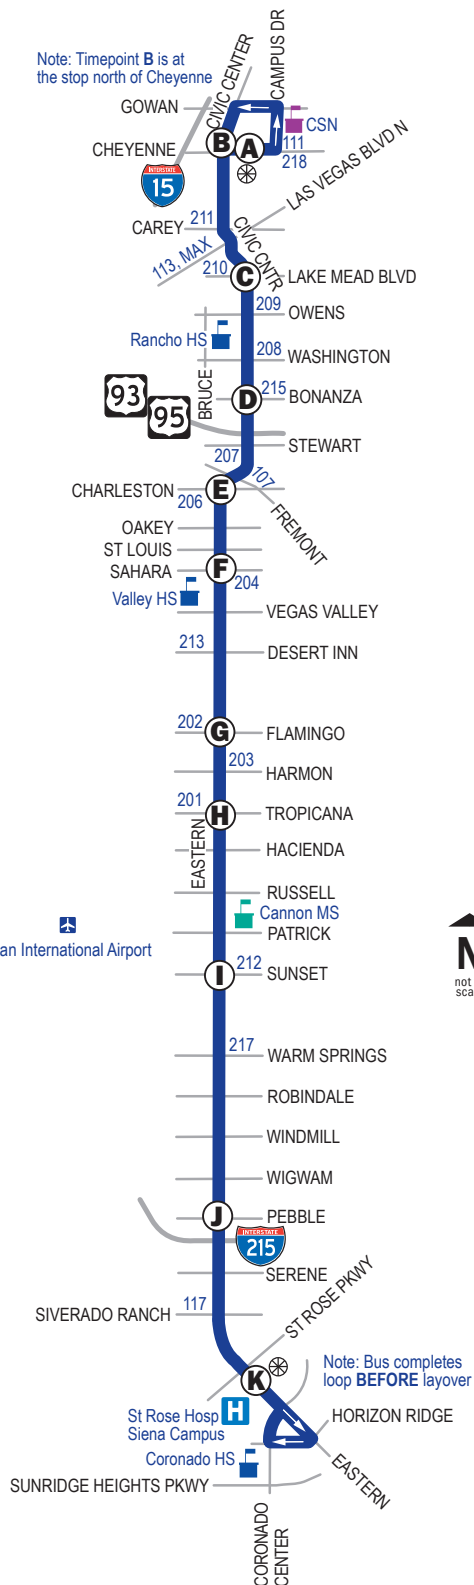 Note: Timepoint B is at
the stop north of Cheyenne
CIVIC CENTER
CAMPUS DR
GOWAN
CSN
CHEYENNE
B
A
111
218
INTERSTATE
15
LAS VEGAS BLVD N
211
CAREY
CIVIC CNTR
113, MAX
210
C
LAKE MEAD BLVD
209
OWENS
Rancho HS
208
WASHINGTON
BRUCE
93
95
D
215
BONANZA
STEWART
207
107
CHARLESTON
E
206
FREMONT
OAKEY
ST LOUIS
SAHARA
F
204
Valley HS
VEGAS VALLEY
213
DESERT INN
202
G
FLAMINGO
203
HARMON
201
H
TROPICANA
EASTERN
HACIENDA
RUSSELL
Cannon MS
PATRICK
an International Airport
N
not
sca
I
212
SUNSET
217
WARM SPRINGS
ROBINDALE
WINDMILL
WIGWAM
J
PEBBLE
INTERSTATE
215
SERENE
117
SIVERADO RANCH
ST ROSE PKWY
K
Note: Bus completes
loop BEFORE layover
St Rose Hosp
Siena Campus
H
HORIZON RIDGE
Coronado HS
EASTERN
SUNRIDGE HEIGHTS PKWY
CORONADO
CENTER